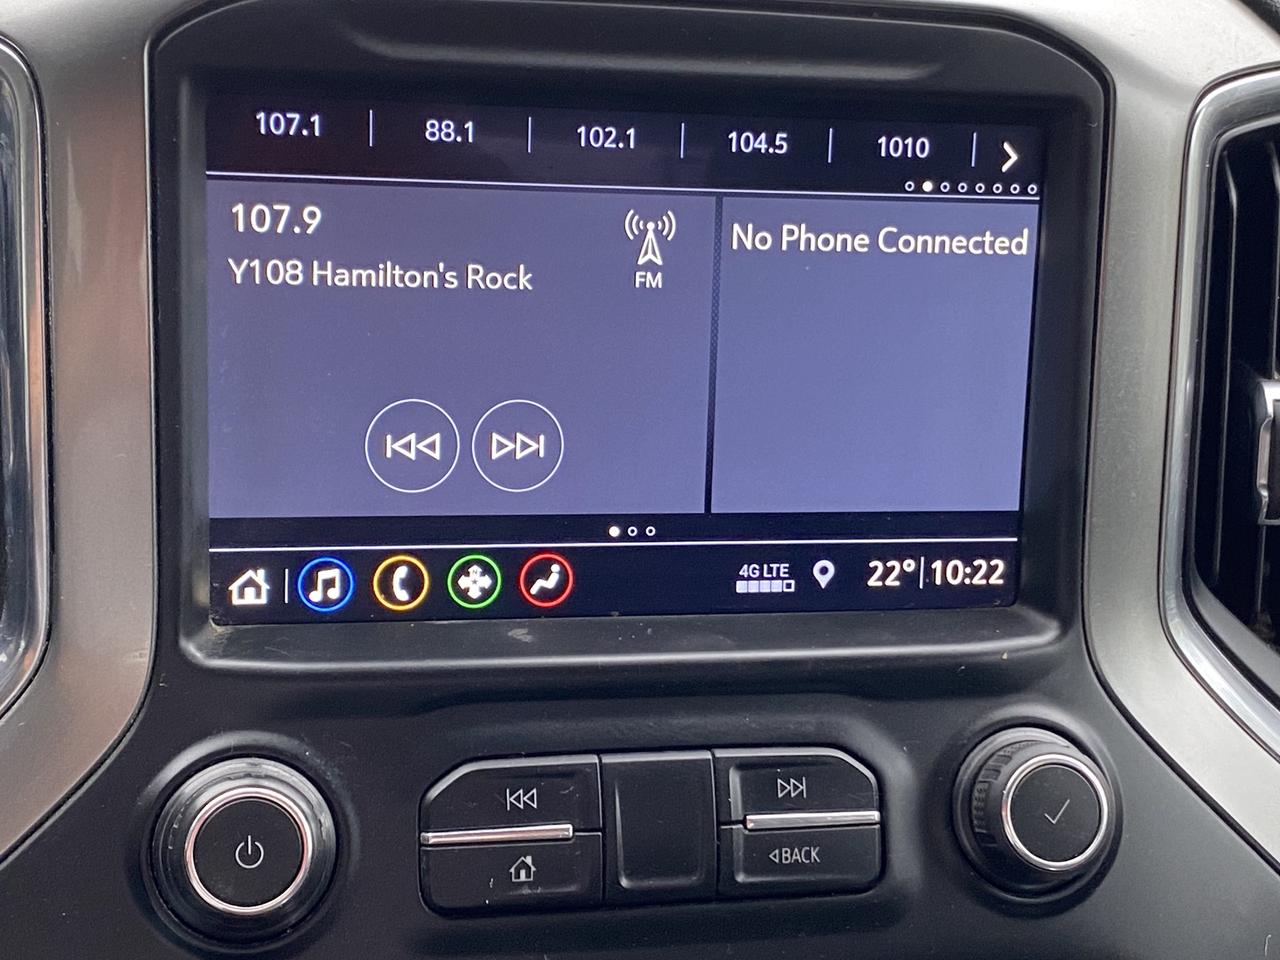 107.1 | 88.1 | 102.1 | 104.5 | 1010 |
107.9
Y108 Hamilton's Rock
FM
No Phone Connected
4G LTE
22°|10:22
BACK